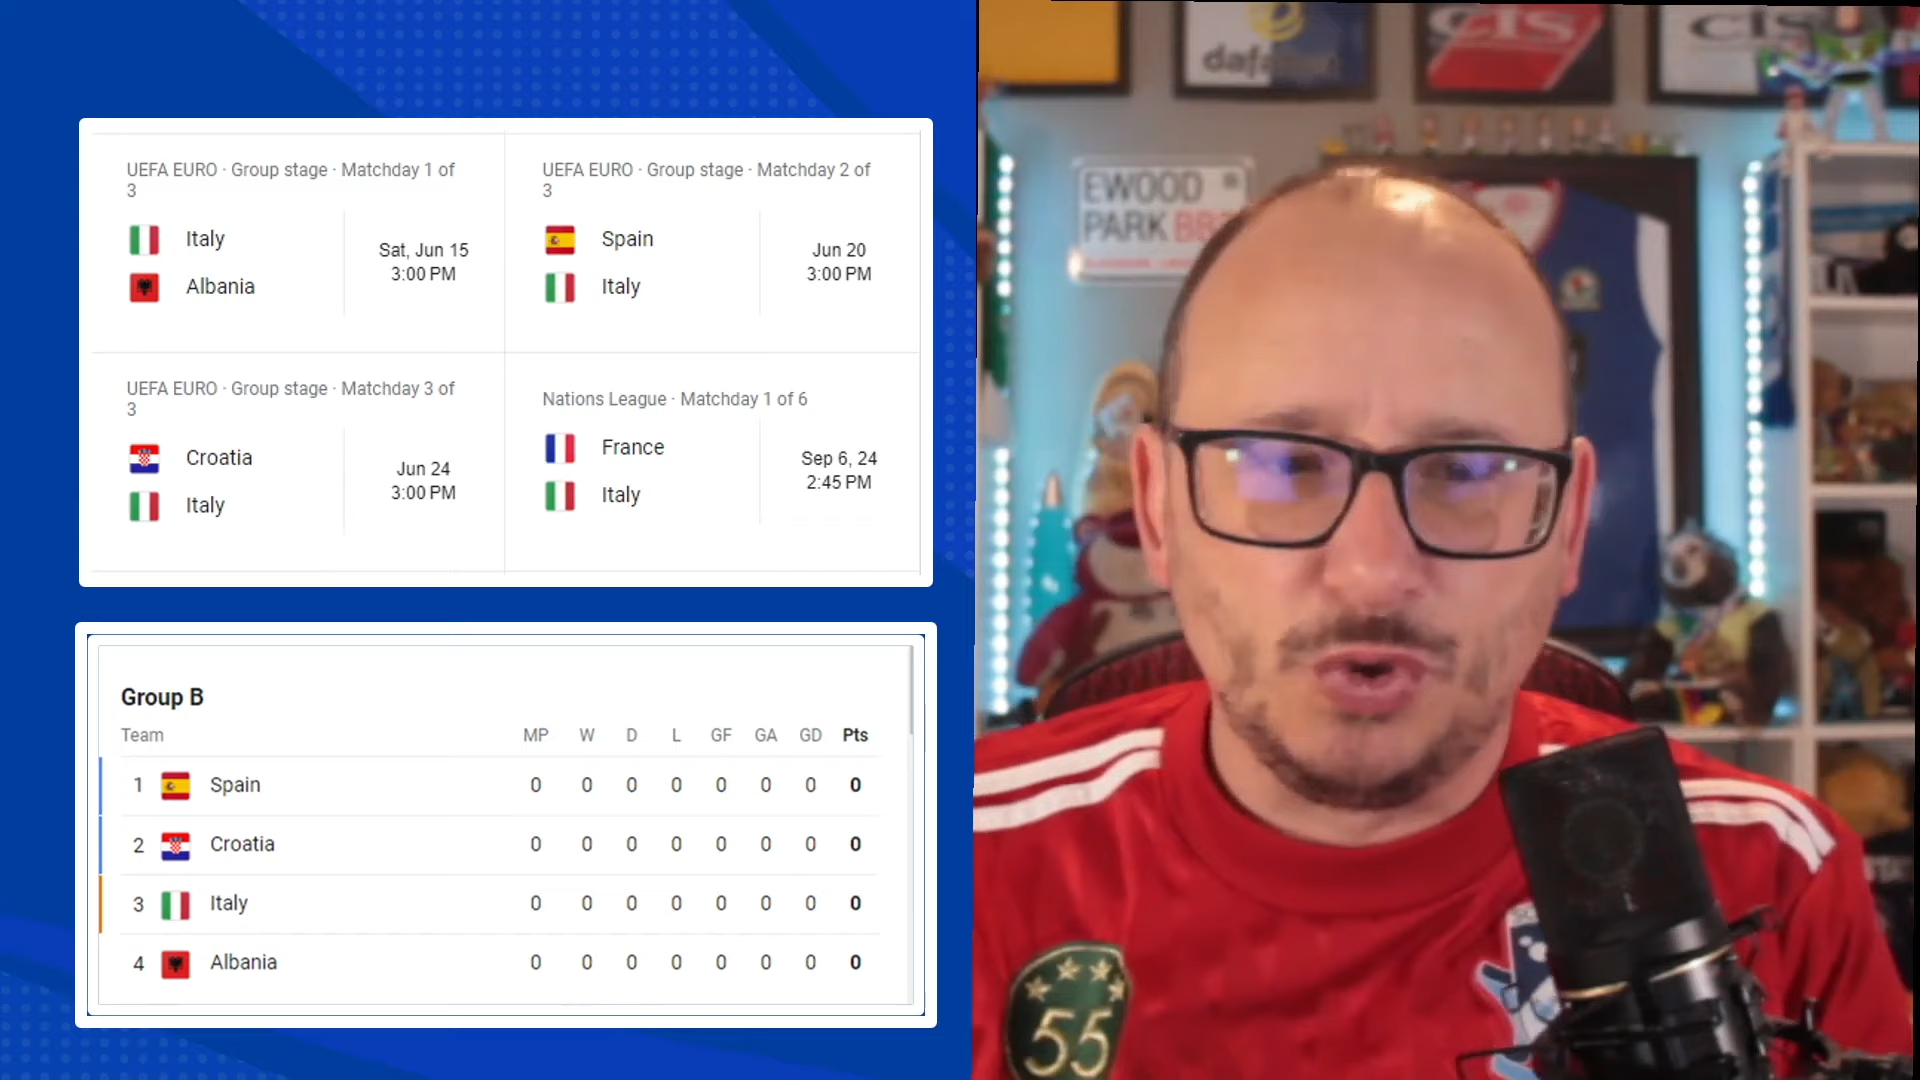 UEFA EURO · Group stage · Matchday 1 of
3
Italy
Albania
Sat, Jun 15
3:00 PM
UEFA EURO · Group stage · Matchday 2 of
3
Spain
Italy
Jun 20
3:00 PM
UEFA EURO · Group stage · Matchday 3 of
3
Croatia
Italy
Jun 24
3:00 PM
Nations League · Matchday 1 of 6
France
Italy
Sep 6, 24
2:45 PM
Group B
Team MP W D L GF GA GD Pts
1 Spain 0 0 0 0 0 0 0 0
2 Croatia 0 0 0 0 0 0 0 0
3 Italy 0 0 0 0 0 0 0 0
4 Albania 0 0 0 0 0 0 0 0
CIS
CIS
EWOOD
PARK BB
55